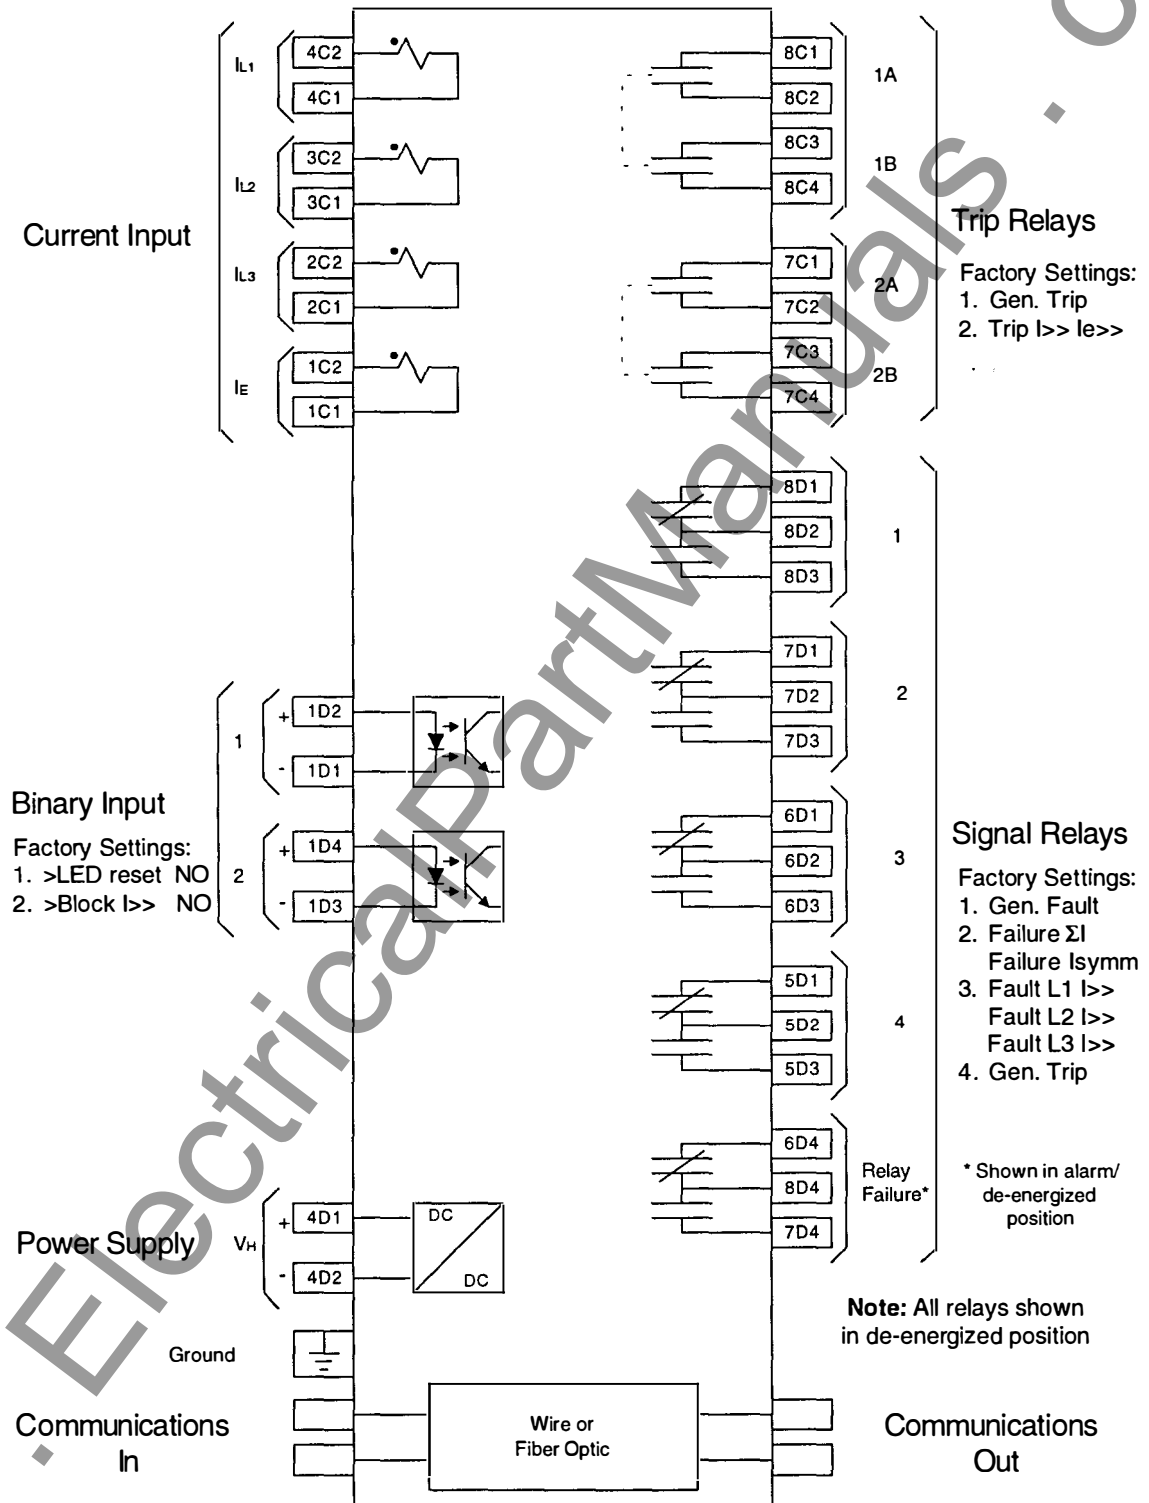 Current Input
IL1
4C2
4C1
IL2
3C2
3C1
IL3
2C2
2C1
IE
1C2
1C1
8C1
8C2
1A
8C3
8C4
1B
7C1
7C2
2A
7C3
7C4
2B
Trip Relays
Factory Settings:
1. Gen. Trip
2. Trip I>> Ie>>
8D1
8D2
8D3
1
7D1
7D2
7D3
2
6D1
6D2
6D3
3
5D1
5D2
5D3
4
6D4
8D4
7D4
Relay
Failure*
Signal Relays
Factory Settings:
1. Gen. Fault
2. Failure ΣI
Failure Isymm
3. Fault L1 I>>
Fault L2 I>>
Fault L3 I>>
4. Gen. Trip
* Shown in alarm/
de-energized
position
Binary Input
Factory Settings:
1. >LED reset NO
2. >Block I>> NO
1
+ 1D2
- 1D1
2
+ 1D4
- 1D3
Power Supply
VH
+ 4D1
- 4D2
DC
DC
Note: All relays shown
in de-energized position
Ground
Communications
In
Wire or
Fiber Optic
Communications
Out
. ElectricalPartManuals . c